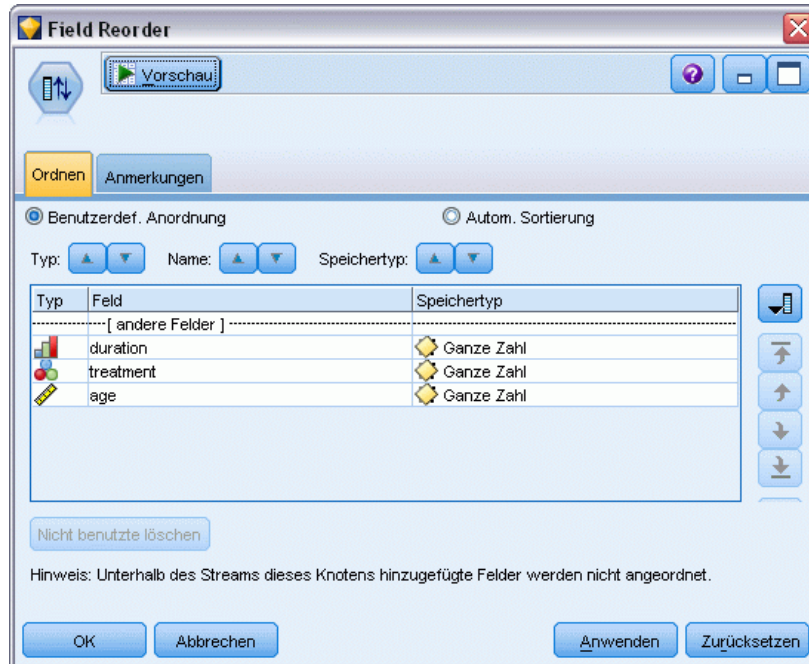 Field Reorder
Vorschau
Ordnen Anmerkungen
Benutzerdef. Anordnung Autom. Sortierung
Typ: Name: Speichertyp:
Typ Feld Speichertyp
[ andere Felder ]
duration Ganze Zahl
treatment Ganze Zahl
age Ganze Zahl
Nicht benutzte löschen
Hinweis: Unterhalb des Streams dieses Knotens hinzugefügte Felder werden nicht angeordnet.
OK Abbrechen Anwenden Zurücksetzen